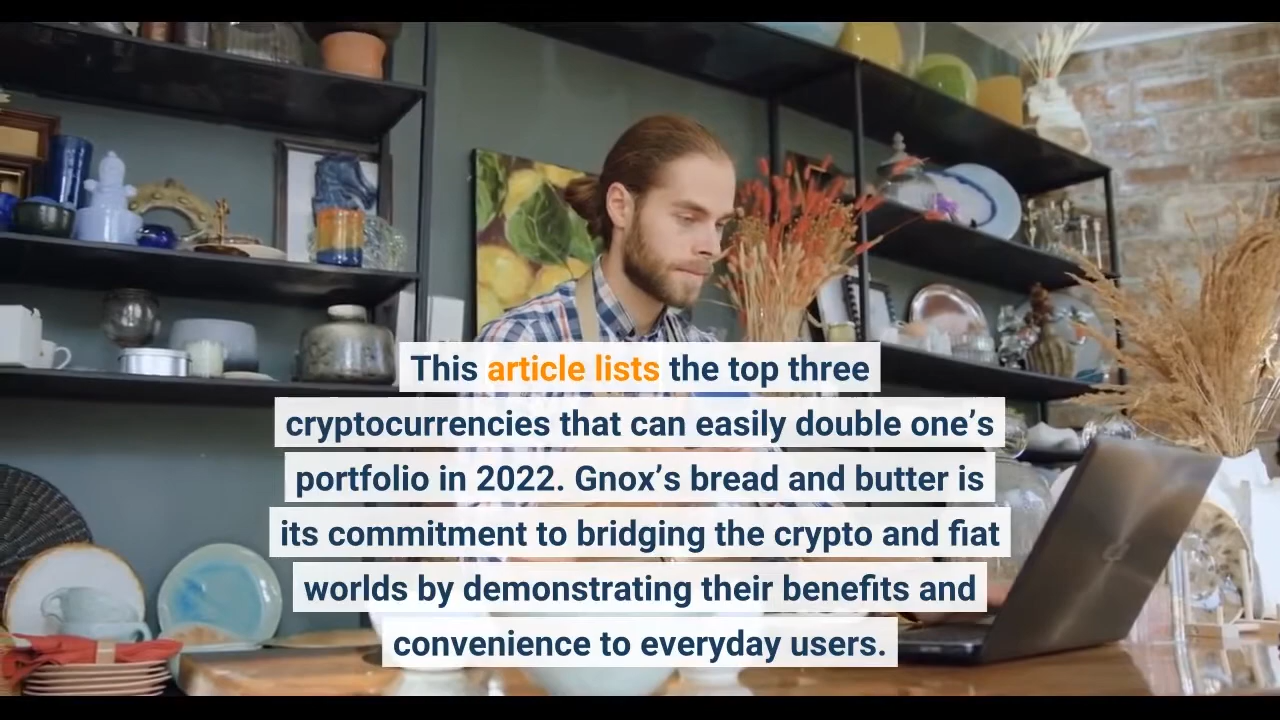 This article lists the top three
cryptocurrencies that can easily double one’s
portfolio in 2022. Gnox’s bread and butter is
its commitment to bridging the crypto and fiat
worlds by demonstrating their benefits and
convenience to everyday users.